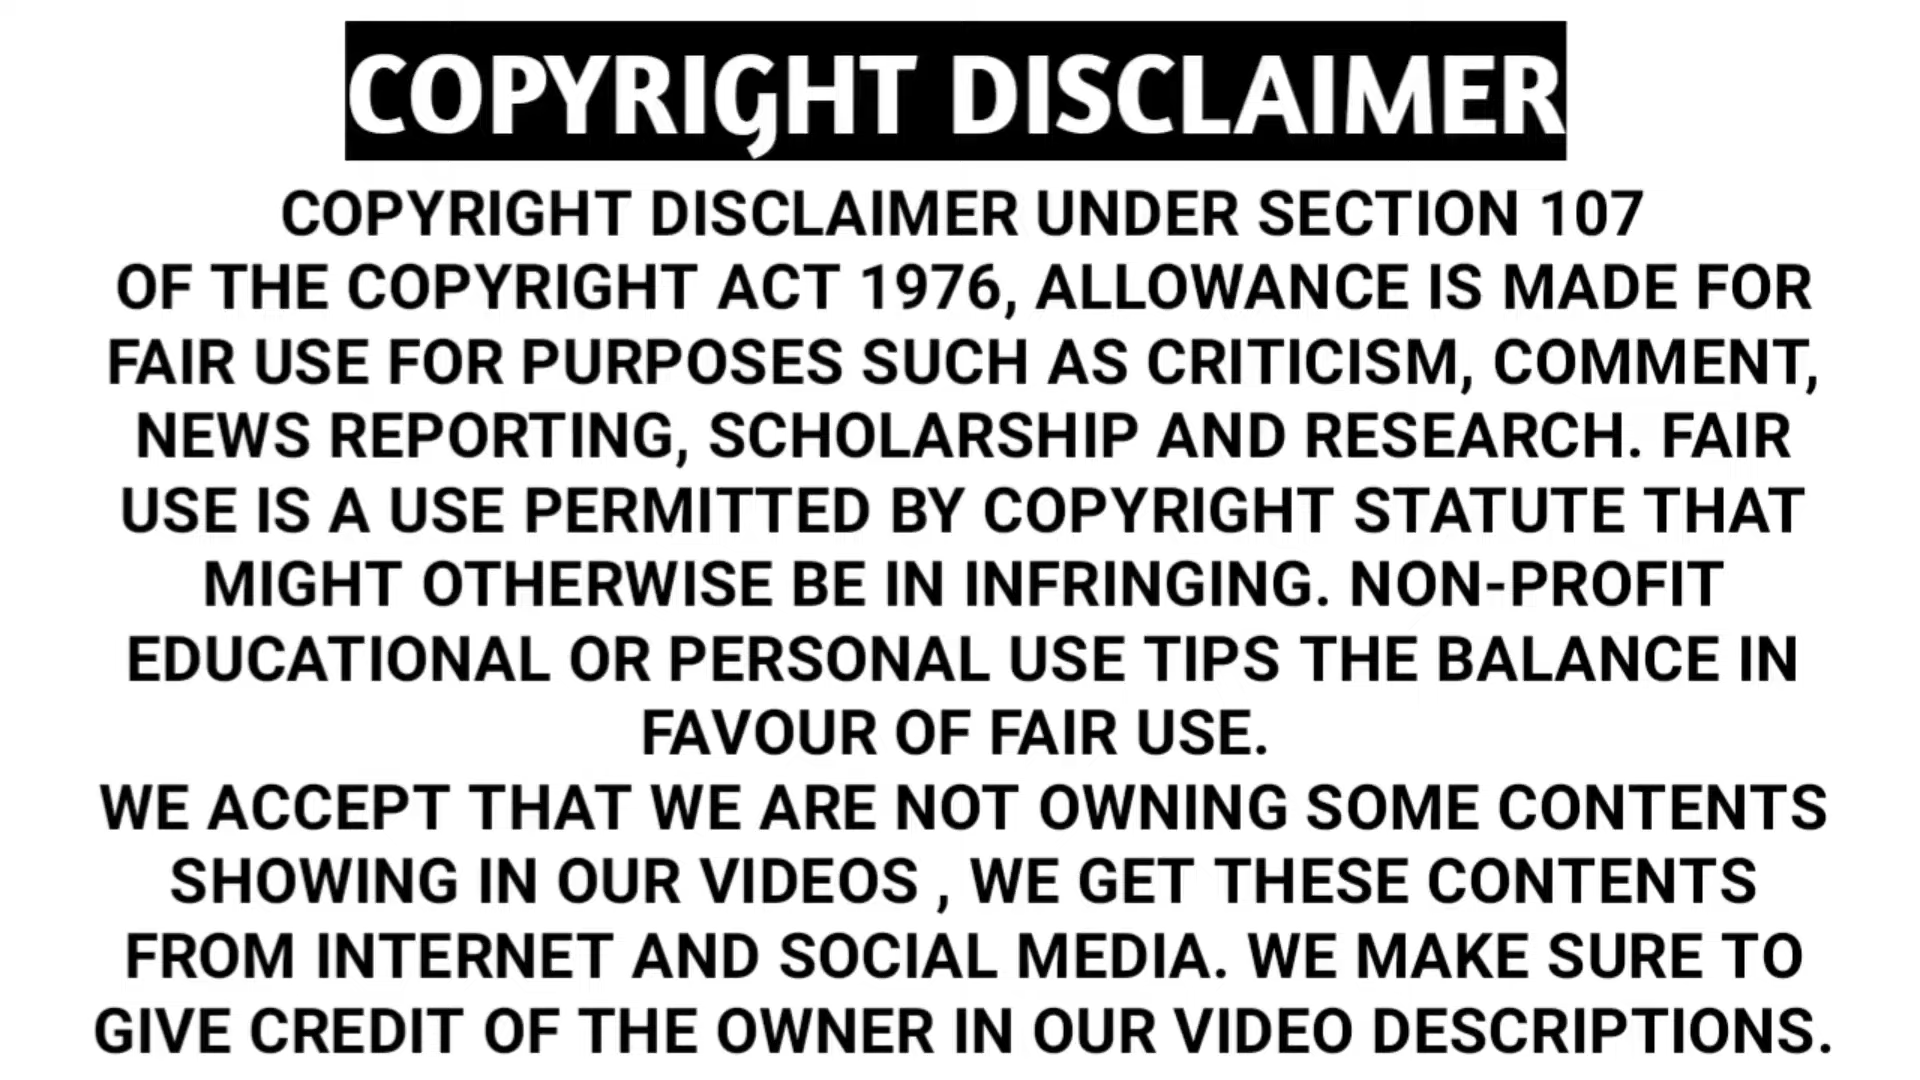 COPYRIGHT DISCLAIMER
COPYRIGHT DISCLAIMER UNDER SECTION 107
OF THE COPYRIGHT ACT 1976, ALLOWANCE IS MADE FOR
FAIR USE FOR PURPOSES SUCH AS CRITICISM, COMMENT,
NEWS REPORTING, SCHOLARSHIP AND RESEARCH. FAIR
USE IS A USE PERMITTED BY COPYRIGHT STATUTE THAT
MIGHT OTHERWISE BE IN INFRINGING. NON-PROFIT
EDUCATIONAL OR PERSONAL USE TIPS THE BALANCE IN
FAVOUR OF FAIR USE.
WE ACCEPT THAT WE ARE NOT OWNING SOME CONTENTS
SHOWING IN OUR VIDEOS , WE GET THESE CONTENTS
FROM INTERNET AND SOCIAL MEDIA. WE MAKE SURE TO
GIVE CREDIT OF THE OWNER IN OUR VIDEO DESCRIPTIONS.